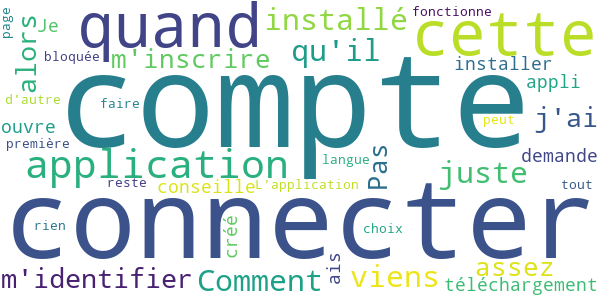 page
Je
quand
installé
fonctionne
cette
alors
bloquée
m'inscrire
qu'il
installer
appli
d'autre
faire
compte
peut
j'ai
ouvre
première
application
langue
Pas
demande
juste
reste
conseille
L'application
tout
connecter
rien
créé
choix
m'identifier
Comment
ais
viens
assez
téléchargement